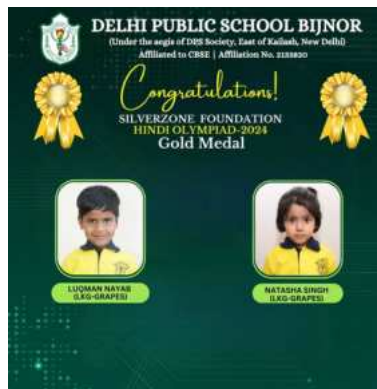 DELHI PUBLIC SCHOOL BIJNOR
(Under the aegis of DPS Society, East of Kailash, New Delhi)
Affiliated to CBSE | Affiliation No. 2133820
Congratulations!
SILVERZONE FOUNDATION
HINDI OLYMPIAD-2024
Gold Medal
LUQMAN NAYAB
(LKG-GRAPES)
NATASHA SINGH
(LKG-GRAPES)